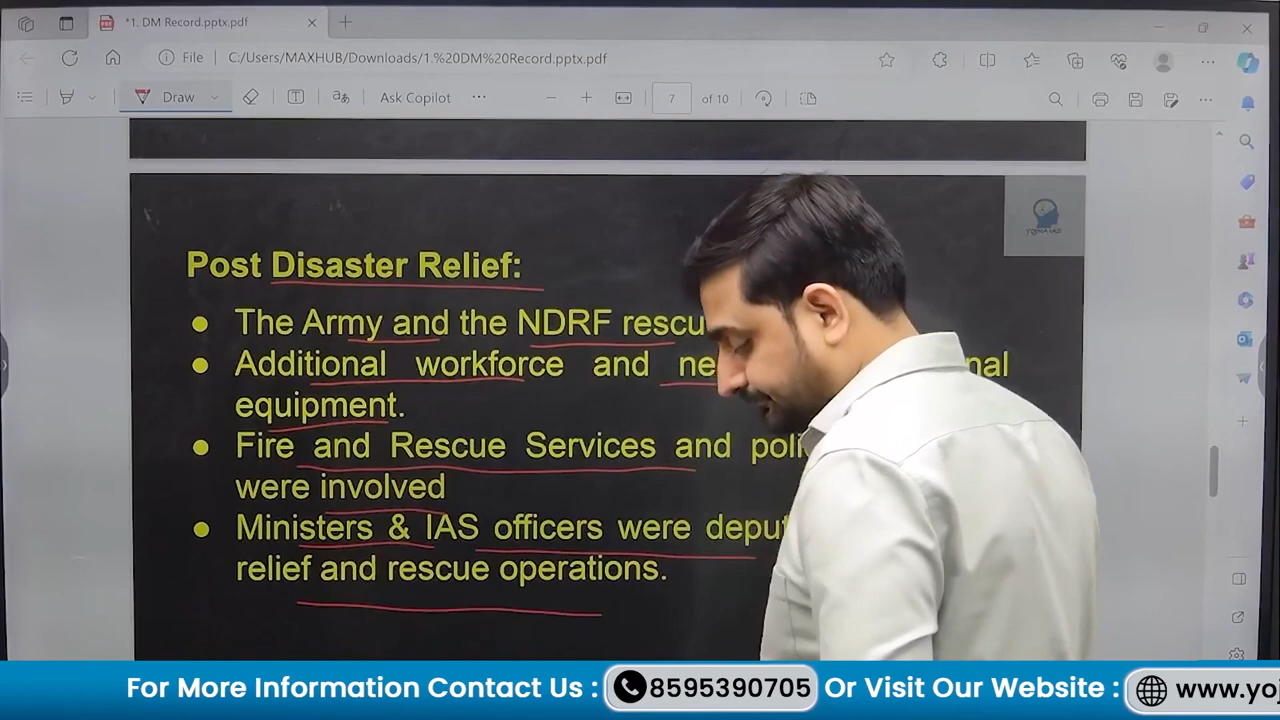 *1. DM Record.pptx.pdf
File
C:/Users/MAXHUB/Downloads/1.%20DM%20Record.pptx.pdf
Draw
Ask Copilot
7 of 10
YOJNA IAS
Post Disaster Relief:
● The Army and the NDRF rescu
● Additional workforce and ne nal
equipment.
● Fire and Rescue Services and poli
were involved
● Ministers & IAS officers were deput
relief and rescue operations.
For More Information Contact Us : 8595390705 Or Visit Our Website : www.yoj